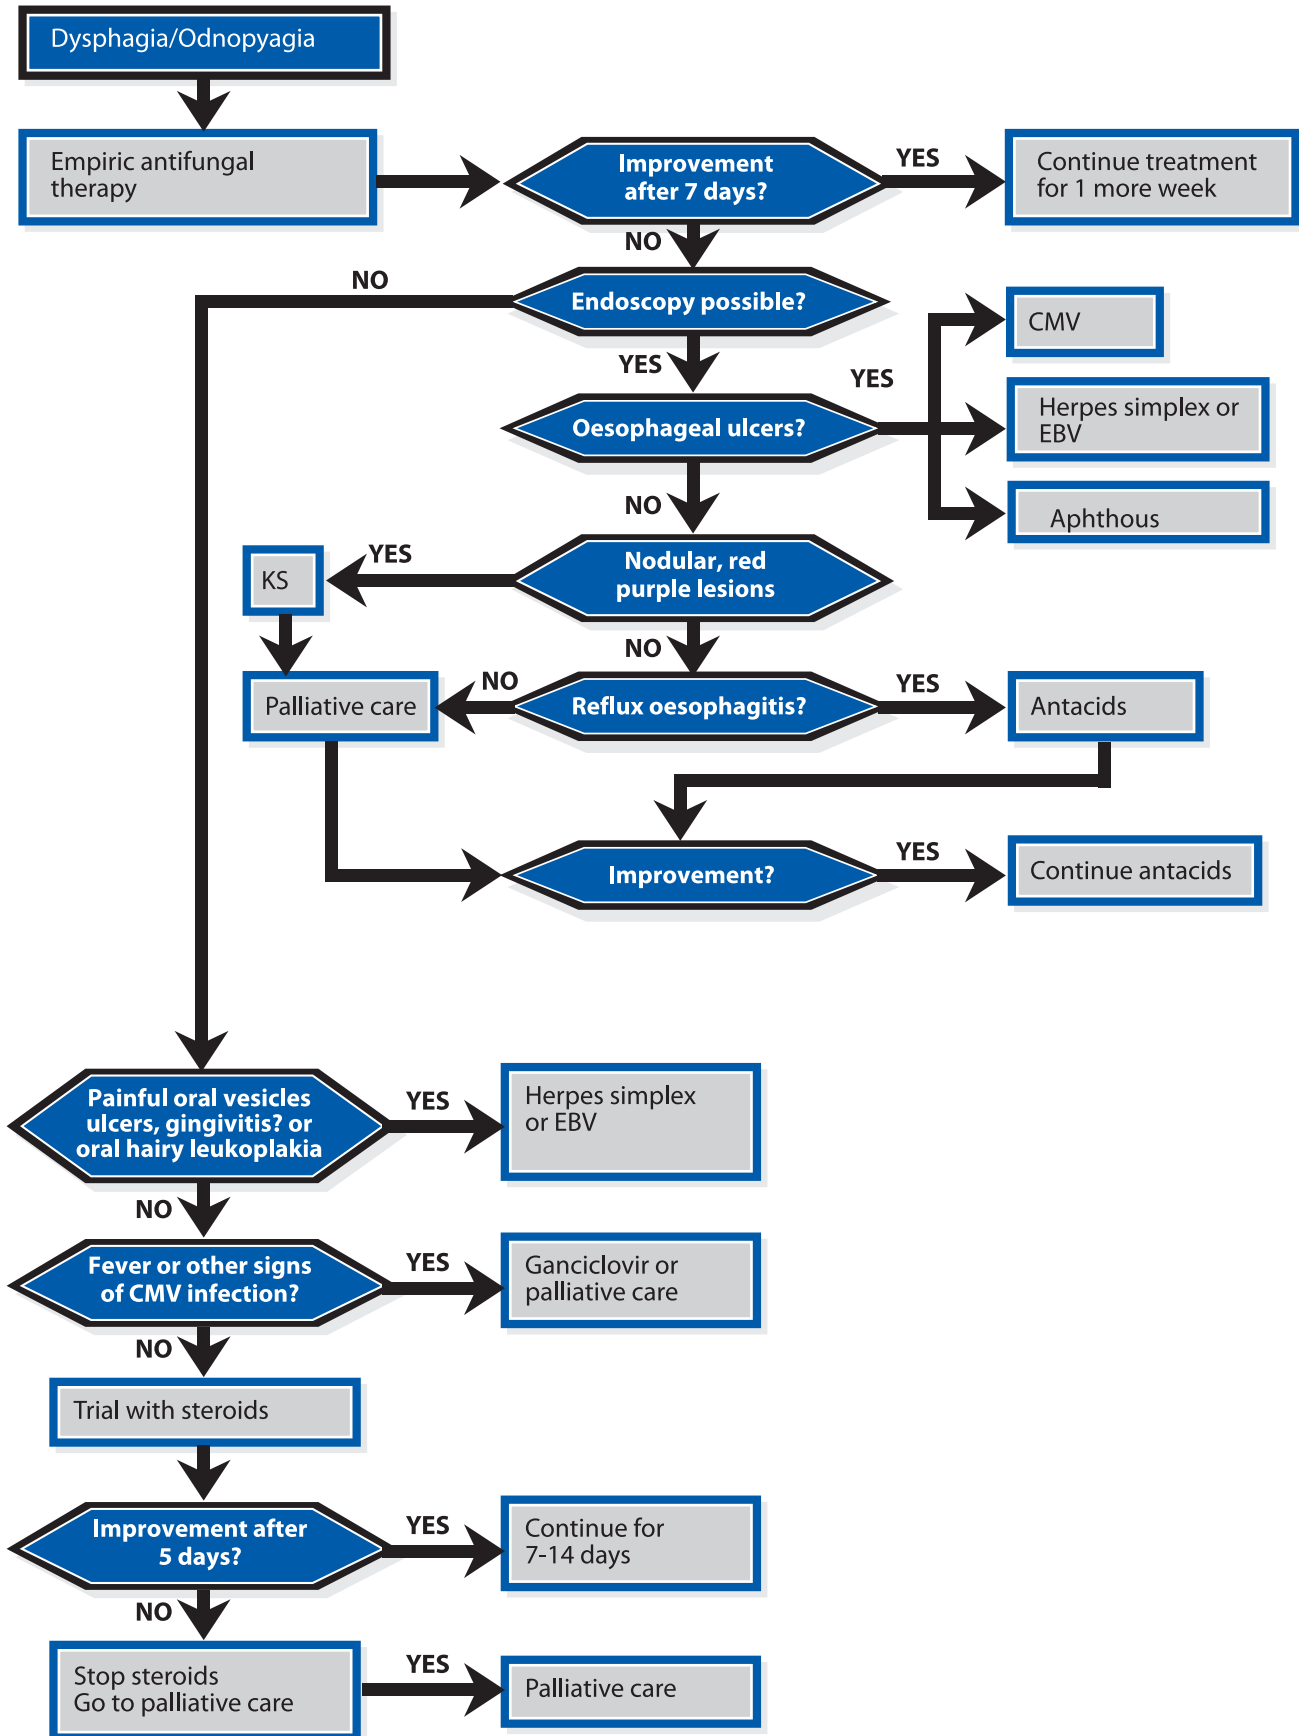 Dysphagia/Odnopyagia
Empiric antifungal
therapy
Improvement
after 7 days?
YES
Continue treatment
for 1 more week
NO
NO
Endoscopy possible?
YES
CMV
YES
Oesophageal ulcers?
Herpes simplex or
EBV
Aphthous
NO
YES
KS
Nodular, red
purple lesions
NO
Palliative care
NO
Reflux oesophagitis?
YES
Antacids
Improvement?
YES
Continue antacids
Painful oral vesicles
ulcers, gingivitis? or
oral hairy leukoplakia
YES
Herpes simplex
or EBV
NO
Fever or other signs
of CMV infection?
YES
Ganciclovir or
palliative care
NO
Trial with steroids
Improvement after
5 days?
YES
Continue for
7-14 days
NO
Stop steroids
Go to palliative care
YES
Palliative care